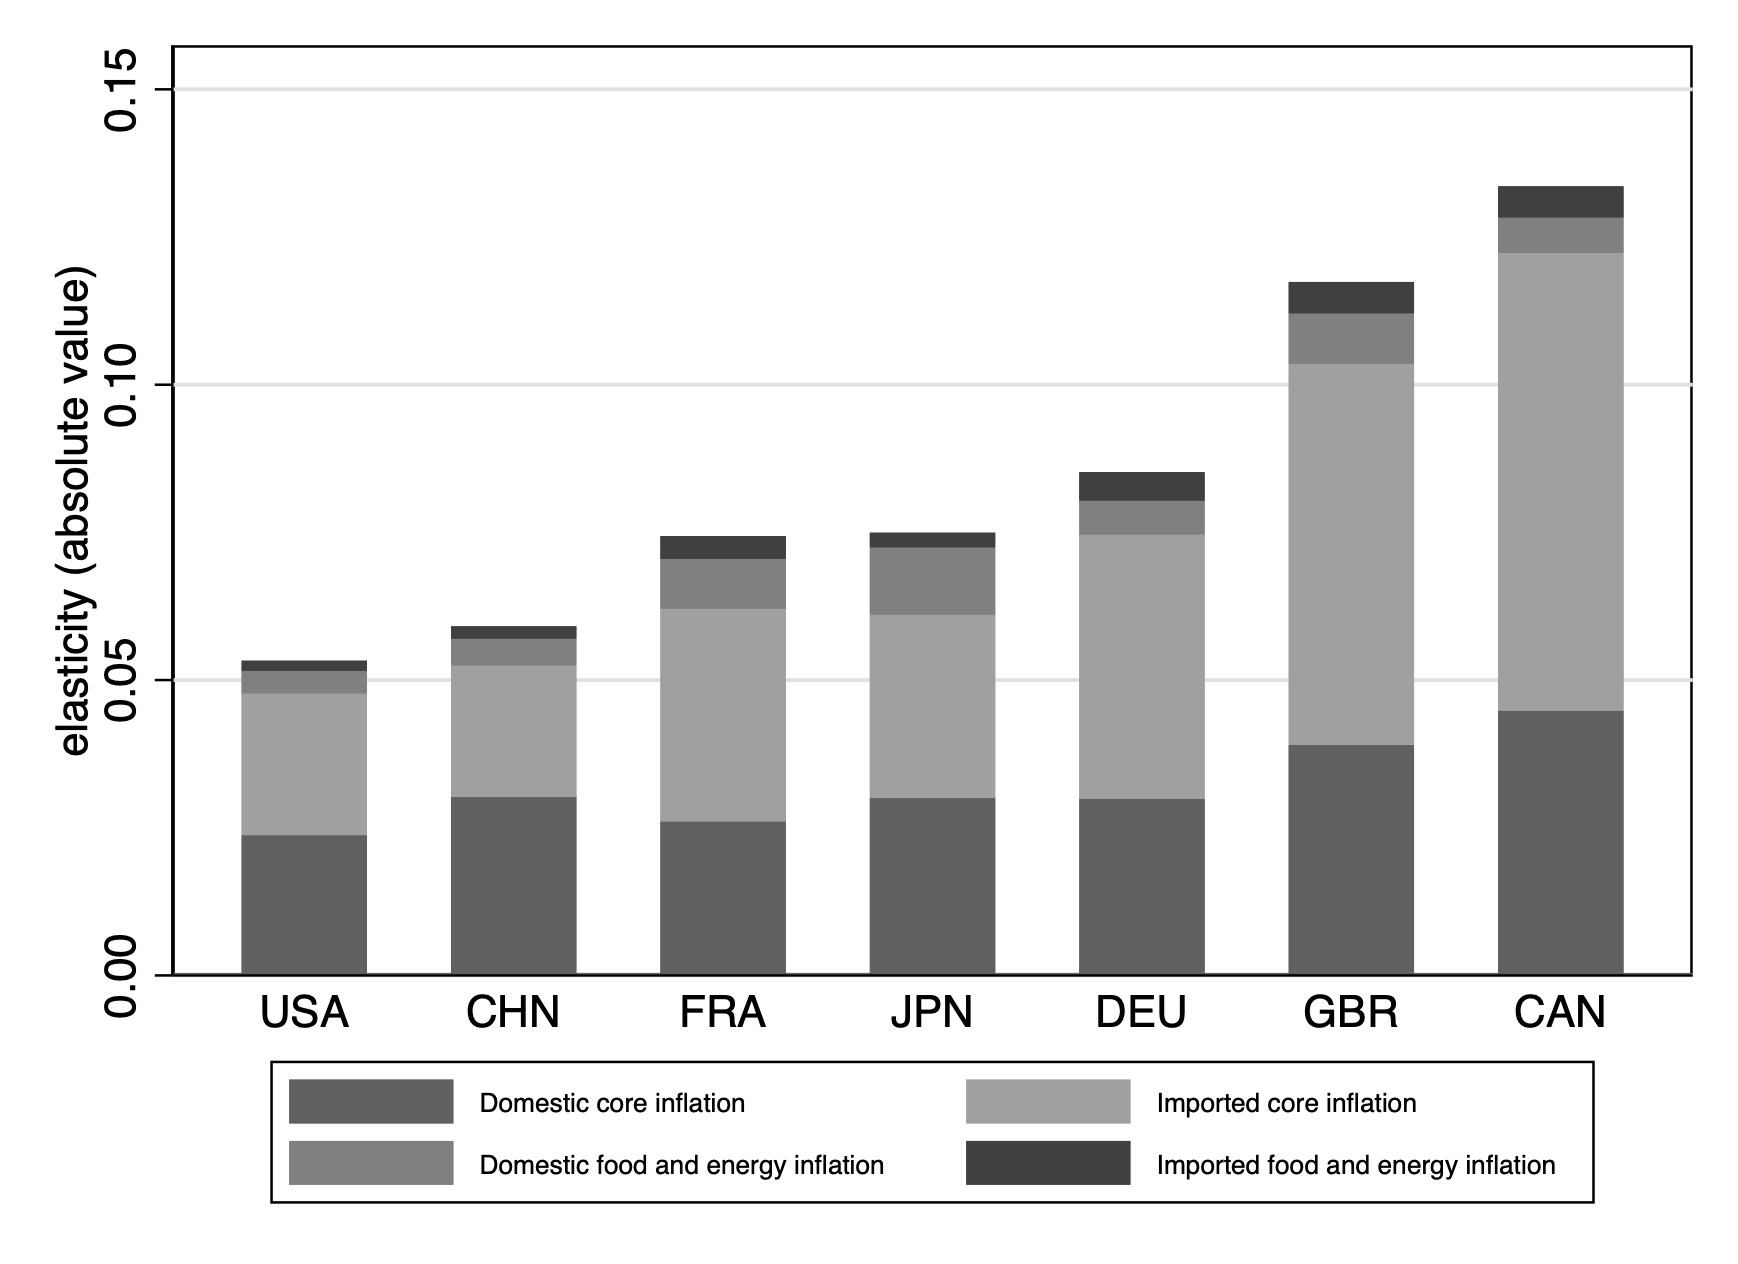 elasticity (absolute value)
0.15
0.10
0.05
0.00
USA CHN FRA JPN DEU GBR CAN
Domestic core inflation Imported core inflation
Domestic food and energy inflation Imported food and energy inflation